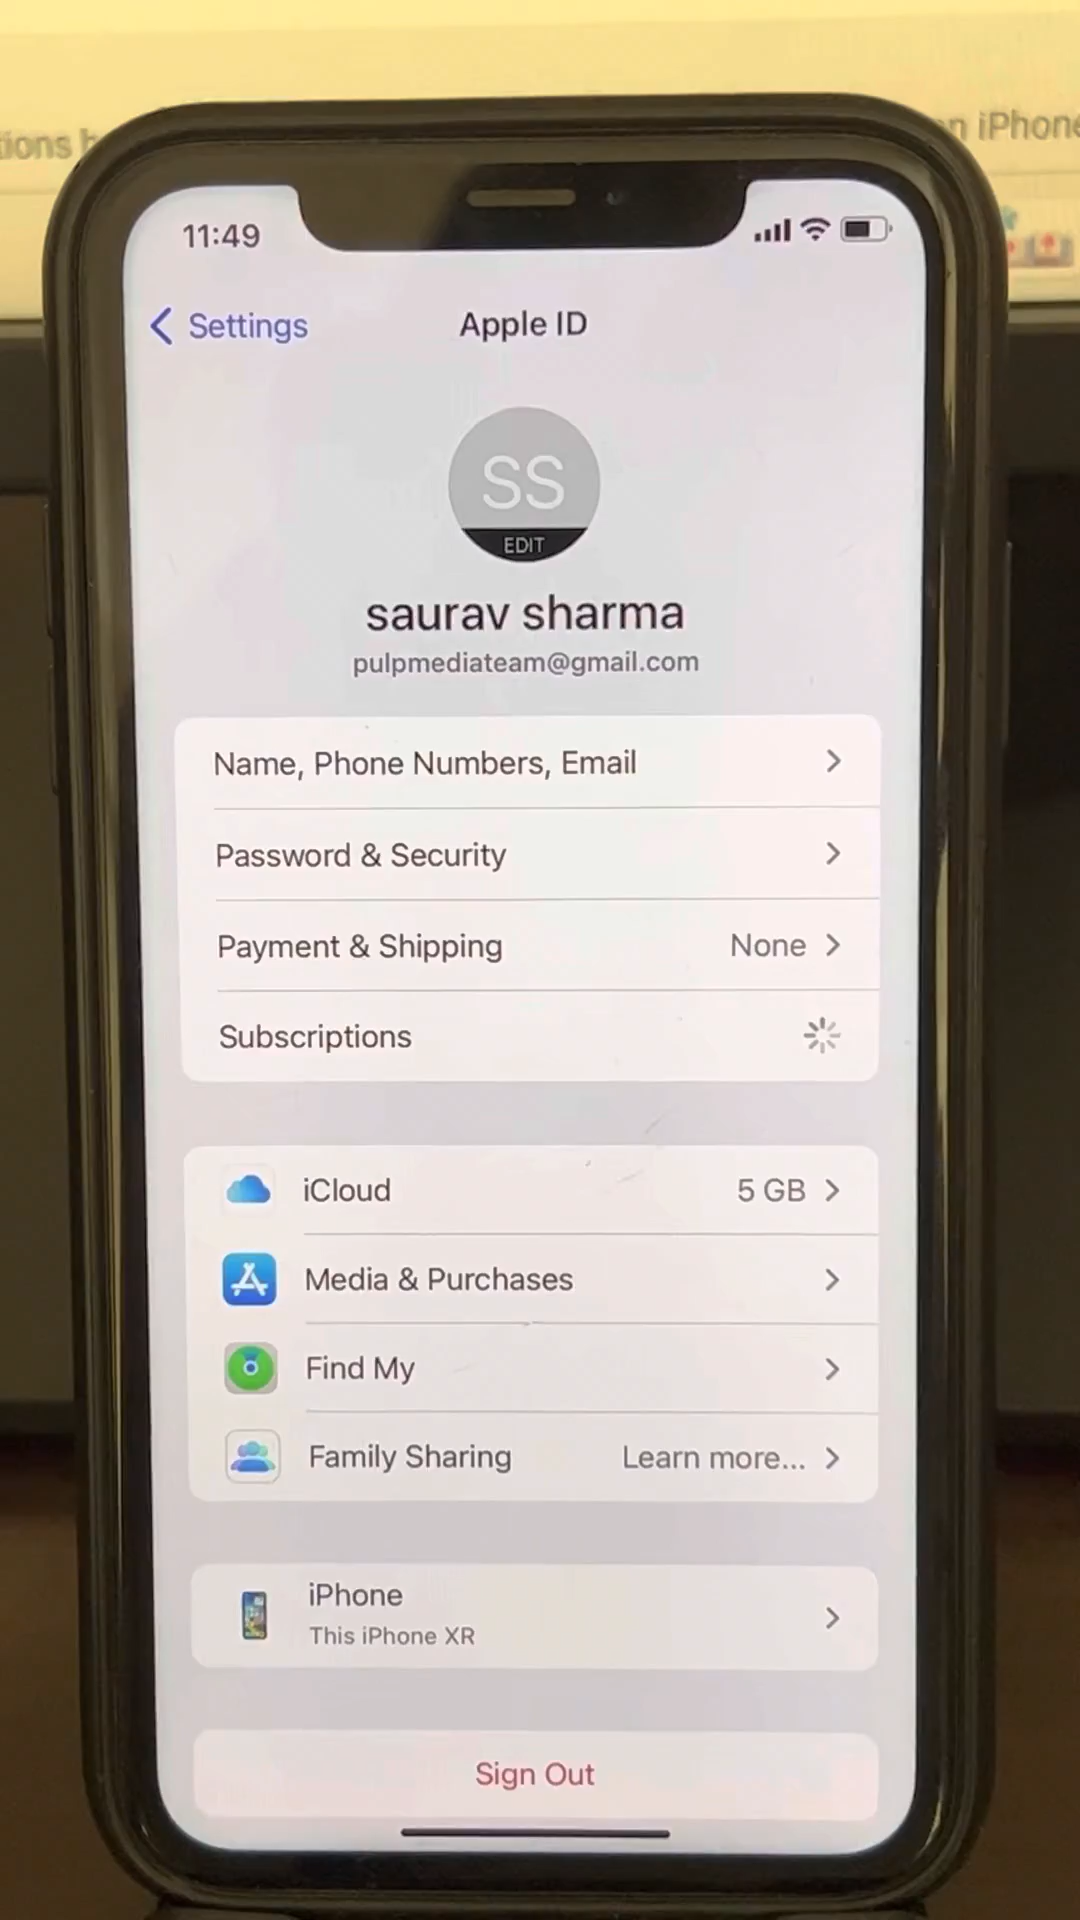 tions
n iPhone
11:49
Settings
Apple ID
SS
EDIT
saurav sharma
pulpmediateam@gmail.com
Name, Phone Numbers, Email
Password & Security
Payment & Shipping None
Subscriptions
iCloud 5 GB
Media & Purchases
Find My
Family Sharing Learn more...
iPhone
This iPhone XR
Sign Out